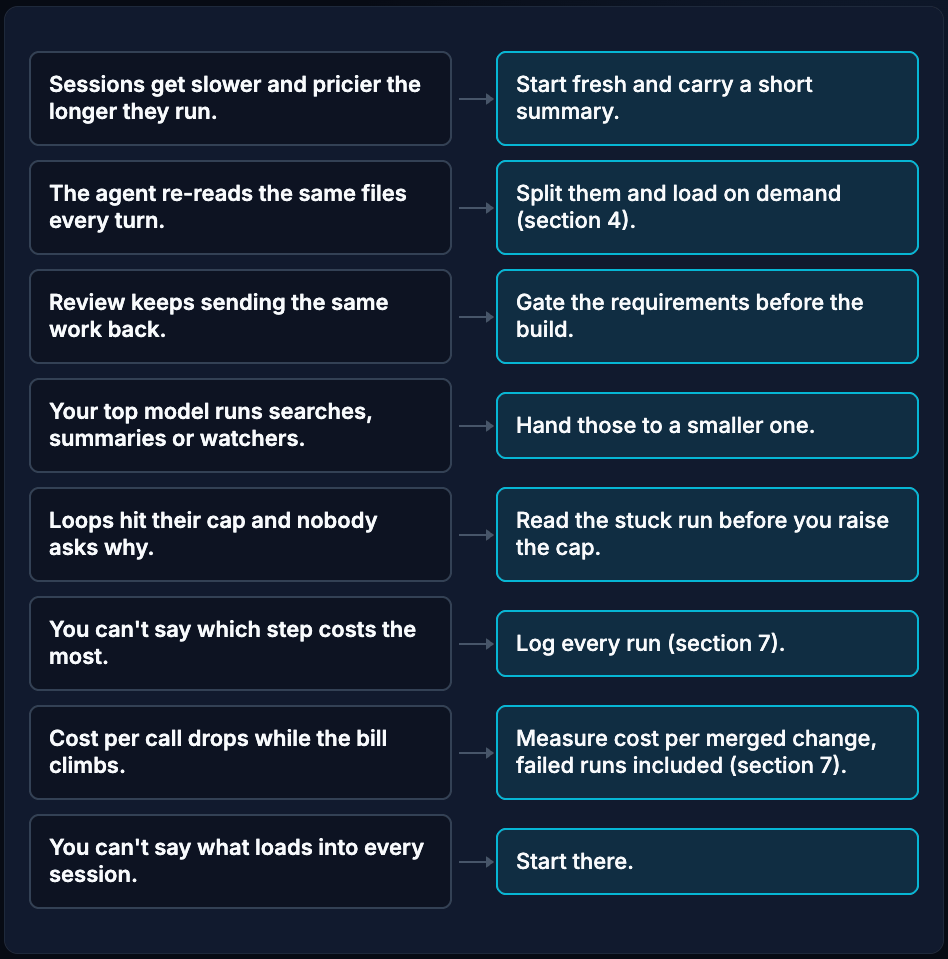 Sessions get slower and pricier the
longer they run.
Start fresh and carry a short
summary.
The agent re-reads the same files
every turn.
Split them and load on demand
(section 4).
Review keeps sending the same
work back.
Gate the requirements before the
build.
Your top model runs searches,
summaries or watchers.
Hand those to a smaller one.
Loops hit their cap and nobody
asks why.
Read the stuck run before you raise
the cap.
You can't say which step costs the
most.
Log every run (section 7).
Cost per call drops while the bill
climbs.
Measure cost per merged change,
failed runs included (section 7).
You can't say what loads into every
session.
Start there.